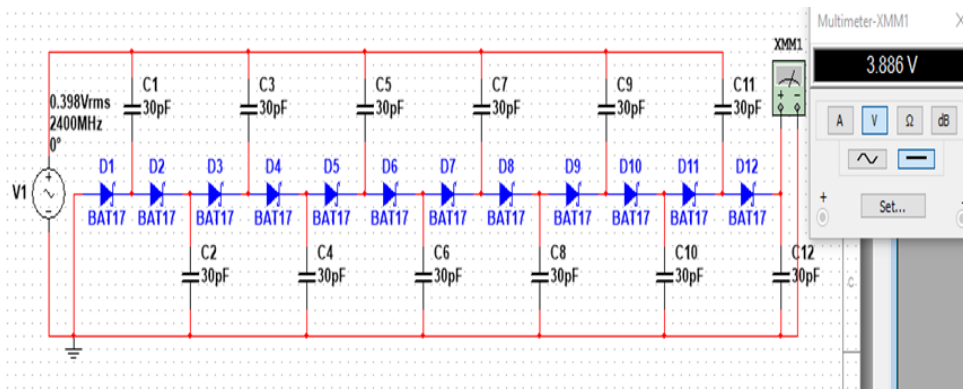 Multimeter-XMM1 X
XMM1
3.886 V
A V Ω dB
+ Set... -
C1 C3 C5 C7 C9 C11
30pF 30pF 30pF 30pF 30pF 30pF
0.398Vrms
2400MHz
0°
V1
D1 D2 D3 D4 D5 D6 D7 D8 D9 D10 D11 D12
BAT17 BAT17 BAT17 BAT17 BAT17 BAT17 BAT17 BAT17 BAT17 BAT17 BAT17 BAT17
C2 C4 C6 C8 C10 C12
30pF 30pF 30pF 30pF 30pF 30pF
C